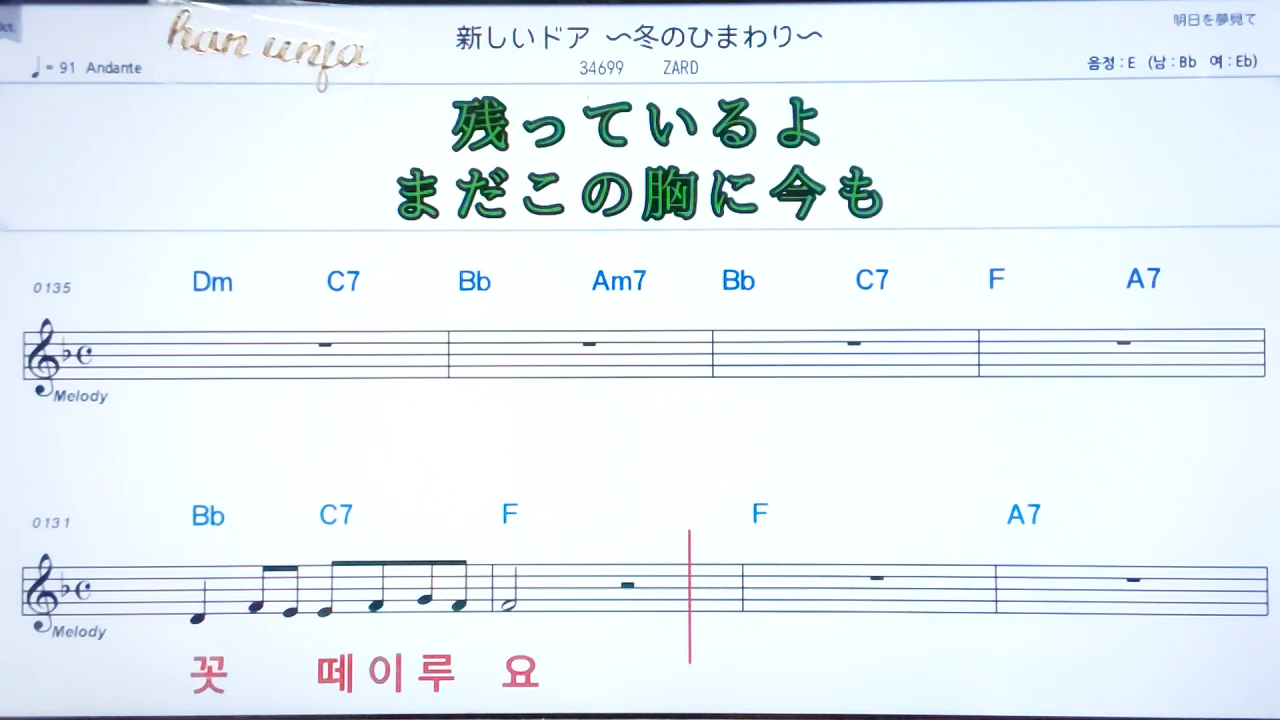 han unfa
新しいドア 〜冬のひまわり〜
明日を夢見て
♩= 91 Andante
34699 ZARD
음정 : E (남 : Bb 여 : Eb)
残っているよ
まだこの胸に今も
0135
Dm C7 Bb Am7 Bb C7 F A7
Melody
0131
Bb C7 F F A7
Melody
꼿 떼이루 요